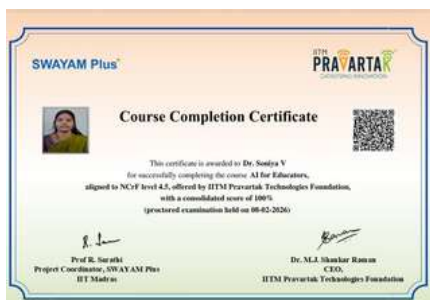 SWAYAM Plus
IITM
PRAVARTAK
Course Completion Certificate
This certificate is awarded to Dr. Soniya V
for successfully completing the course AI for Educators,
aligned to NCrF level 4.5, offered by IITM Pravartak Technologies Foundation,
with a consolidated score of 100%
(proctored examination held on 08-02-2026)
Prof R. Sarathi
Project Coordinator, SWAYAM Plus
IIT Madras
Dr. M.J. Shankar Raman
CEO,
IITM Pravartak Technologies Foundation